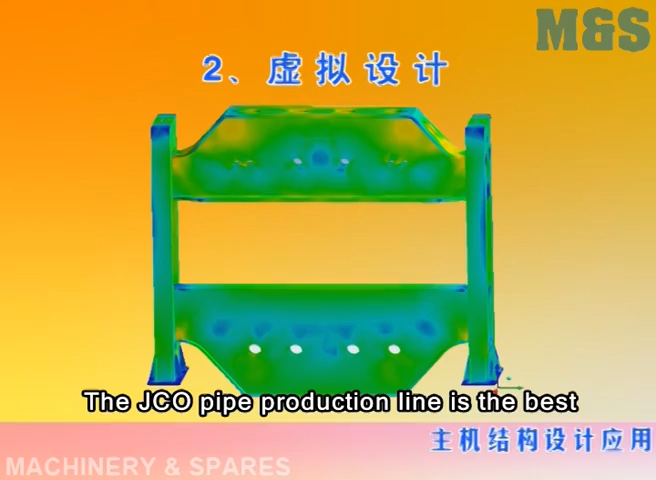 M&S
2、虚拟设计
The JCO pipe production line is the best
主机结构设计应用
MACHINERY & SPARES